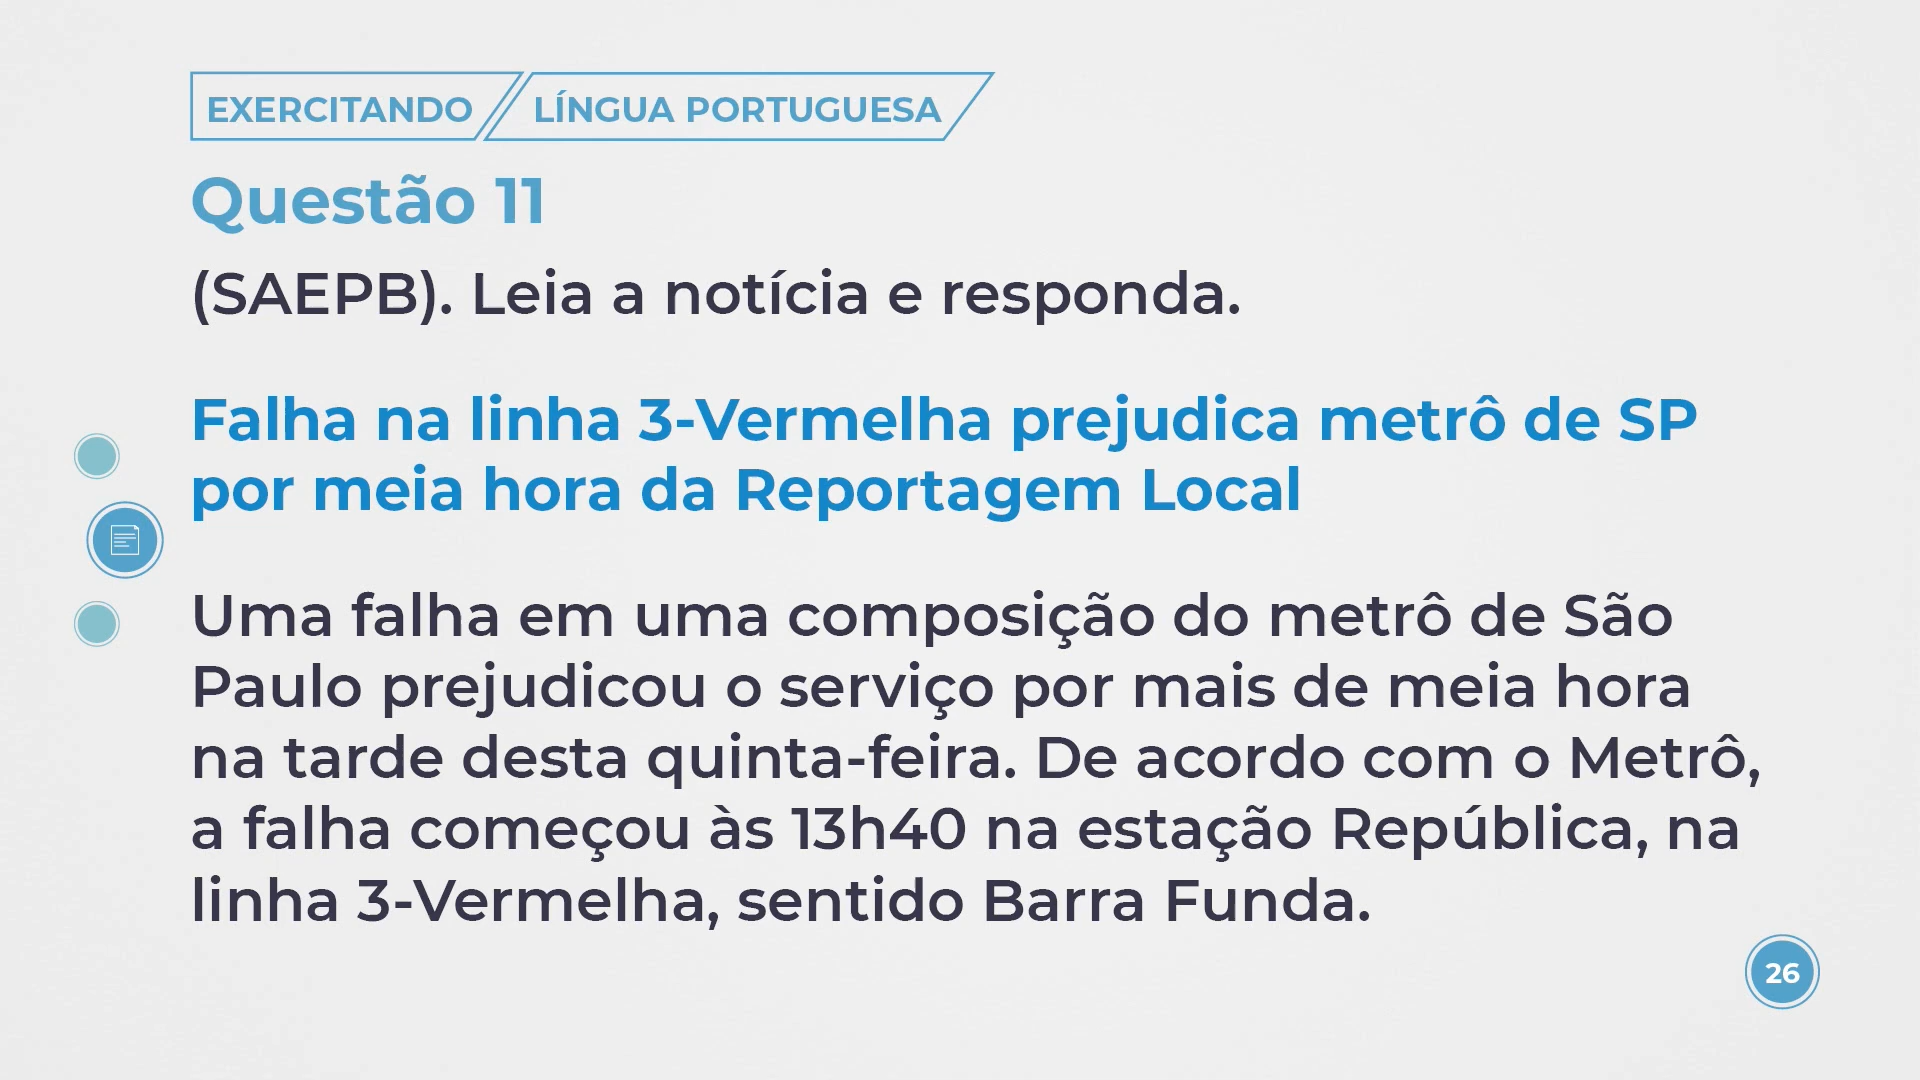 EXERCITANDO LÍNGUA PORTUGUESA
Questão 11
(SAEPB). Leia a notícia e responda.
Falha na linha 3-Vermelha prejudica metrô de SP
por meia hora da Reportagem Local
Uma falha em uma composição do metrô de São
Paulo prejudicou o serviço por mais de meia hora
na tarde desta quinta-feira. De acordo com o Metrô,
a falha começou às 13h40 na estação República, na
linha 3-Vermelha, sentido Barra Funda.
26